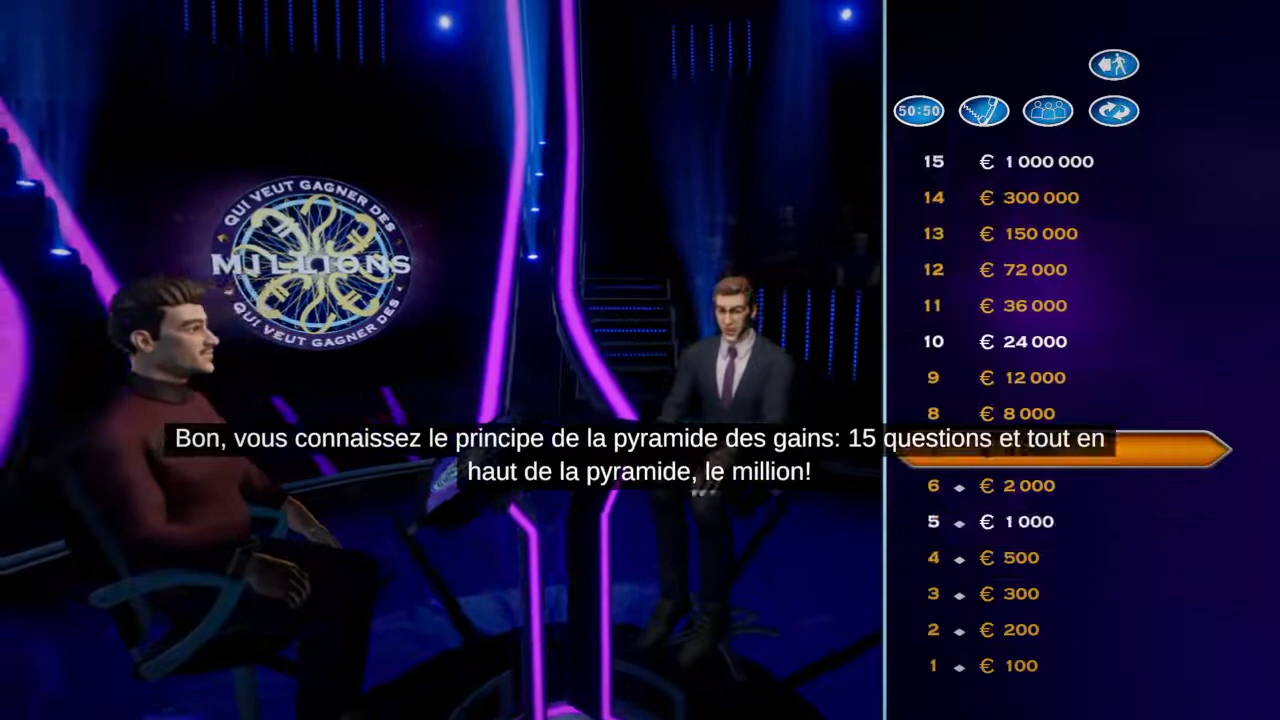 50:50
15 € 1 000 000
14 € 300 000
13 € 150 000
12 € 72 000
11 € 36 000
10 € 24 000
9 € 12 000
8 € 8 000
6 ◆ € 2 000
5 ◆ € 1 000
4 ◆ € 500
3 ◆ € 300
2 ◆ € 200
1 ◆ € 100
QUI VEUT GAGNER DES
MILLIONS
QUI VEUT GAGNER DES
Bon, vous connaissez le principe de la pyramide des gains: 15 questions et tout en
haut de la pyramide, le million!